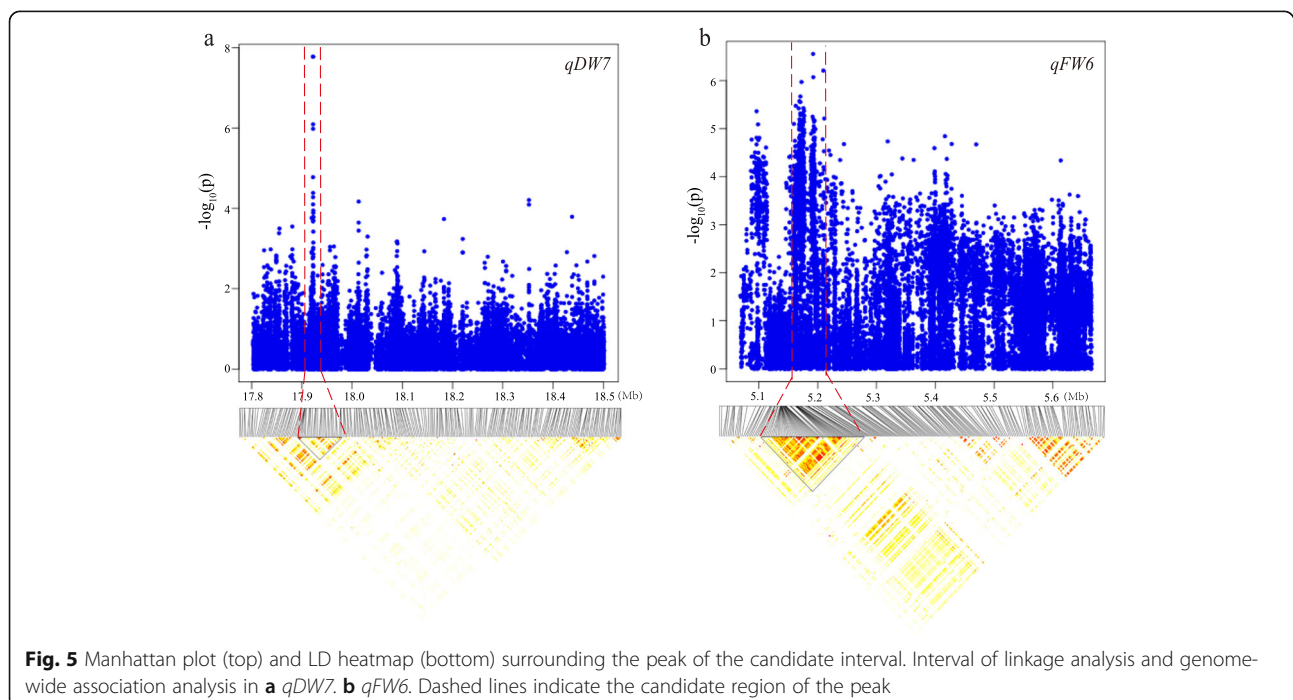 a
b
8
6
4
2
0
-log10(p)
qDW7
17.8 17.9 18.0 18.1 18.2 18.3 18.4 18.5 (Mb)
6
5
4
3
2
1
0
-log10(p)
qFW6
5.1 5.2 5.3 5.4 5.5 5.6 (Mb)
Fig. 5 Manhattan plot (top) and LD heatmap (bottom) surrounding the peak of the candidate interval. Interval of linkage analysis and genome-
wide association analysis in a qDW7. b qFW6. Dashed lines indicate the candidate region of the peak